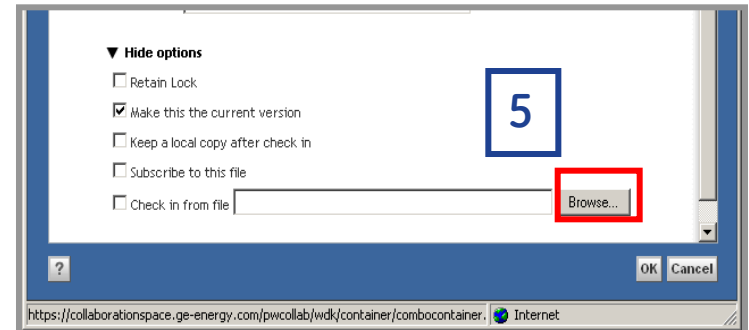 ▼ Hide options
Retain Lock
Make this the current version
5
Keep a local copy after check in
Subscribe to this file
Check in from file Browse...
? OK Cancel
https://collaborationspace.ge-energy.com/pwcollab/wdk/container/combocontainer. Internet